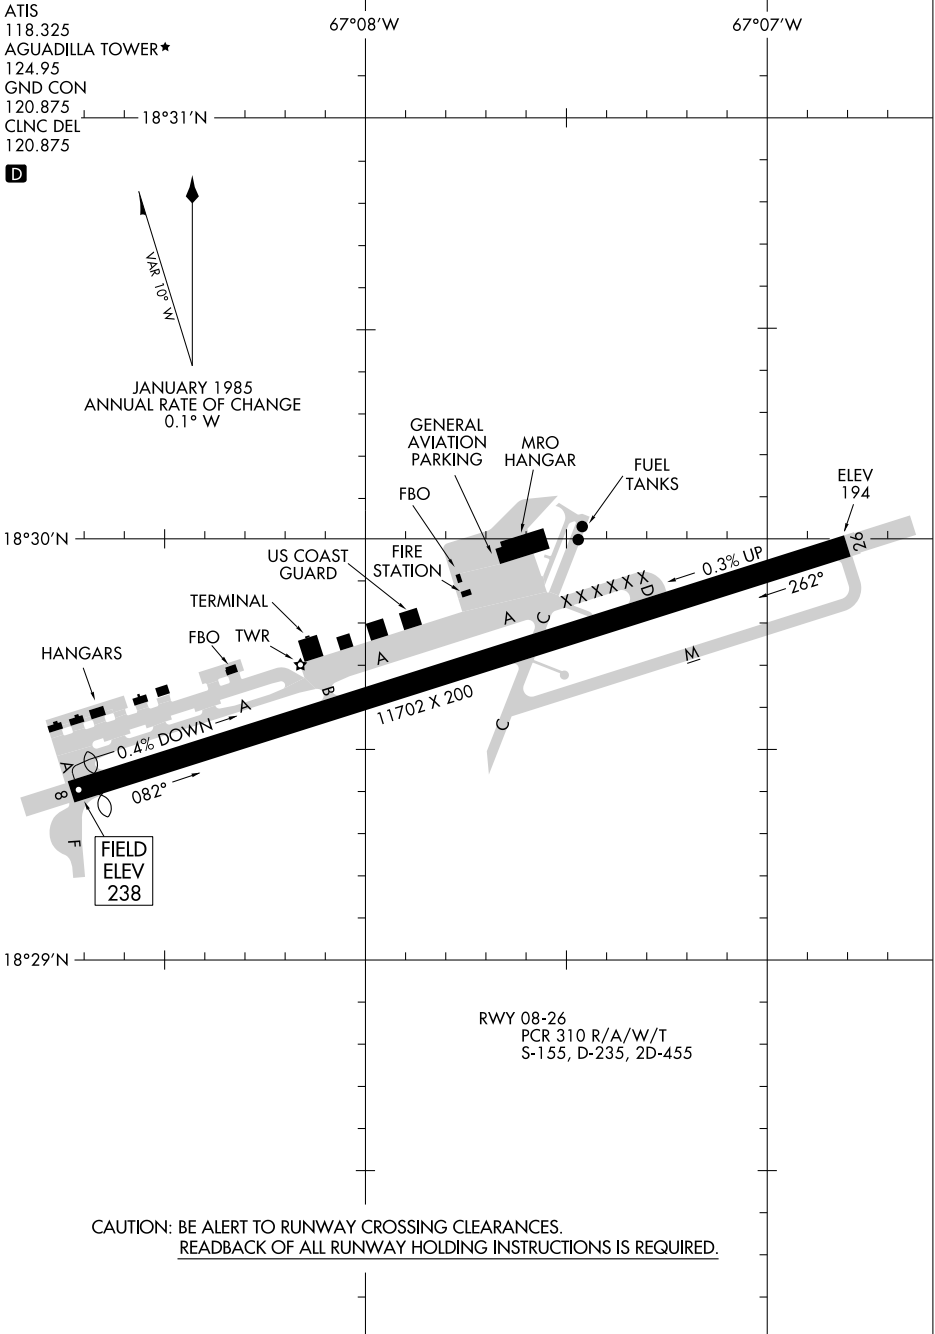 ATIS
118.325
AGUADILLA TOWER★
124.95
GND CON
120.875
CLNC DEL
120.875
D
67°08'W
67°07'W
18°31'N
VAR 10° W
JANUARY 1985
ANNUAL RATE OF CHANGE
0.1° W
GENERAL
AVIATION
PARKING
MRO
HANGAR
FUEL
TANKS
ELEV
194
FBO
18°30'N
26
US COAST
GUARD
FIRE
STATION
0.3% UP
262°
X X X X X X X
D
TERMINAL
A
C
FBO
TWR
HANGARS
A
W
B
11702 X 200
A
C
0.4% DOWN
A
8
082°
F
FIELD
ELEV
238
18°29'N
RWY 08-26
PCR 310 R/A/W/T
S-155, D-235, 2D-455
CAUTION: BE ALERT TO RUNWAY CROSSING CLEARANCES.
READBACK OF ALL RUNWAY HOLDING INSTRUCTIONS IS REQUIRED.